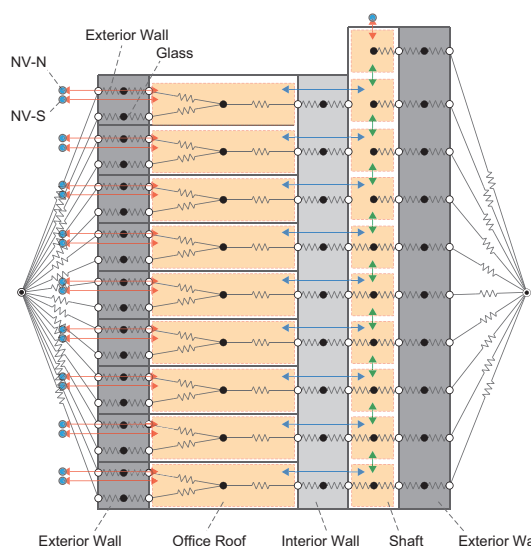 Exterior Wall
Glass
NV-N
NV-S
Exterior Wall
Office Roof
Interior Wall
Shaft
Exterior Wa